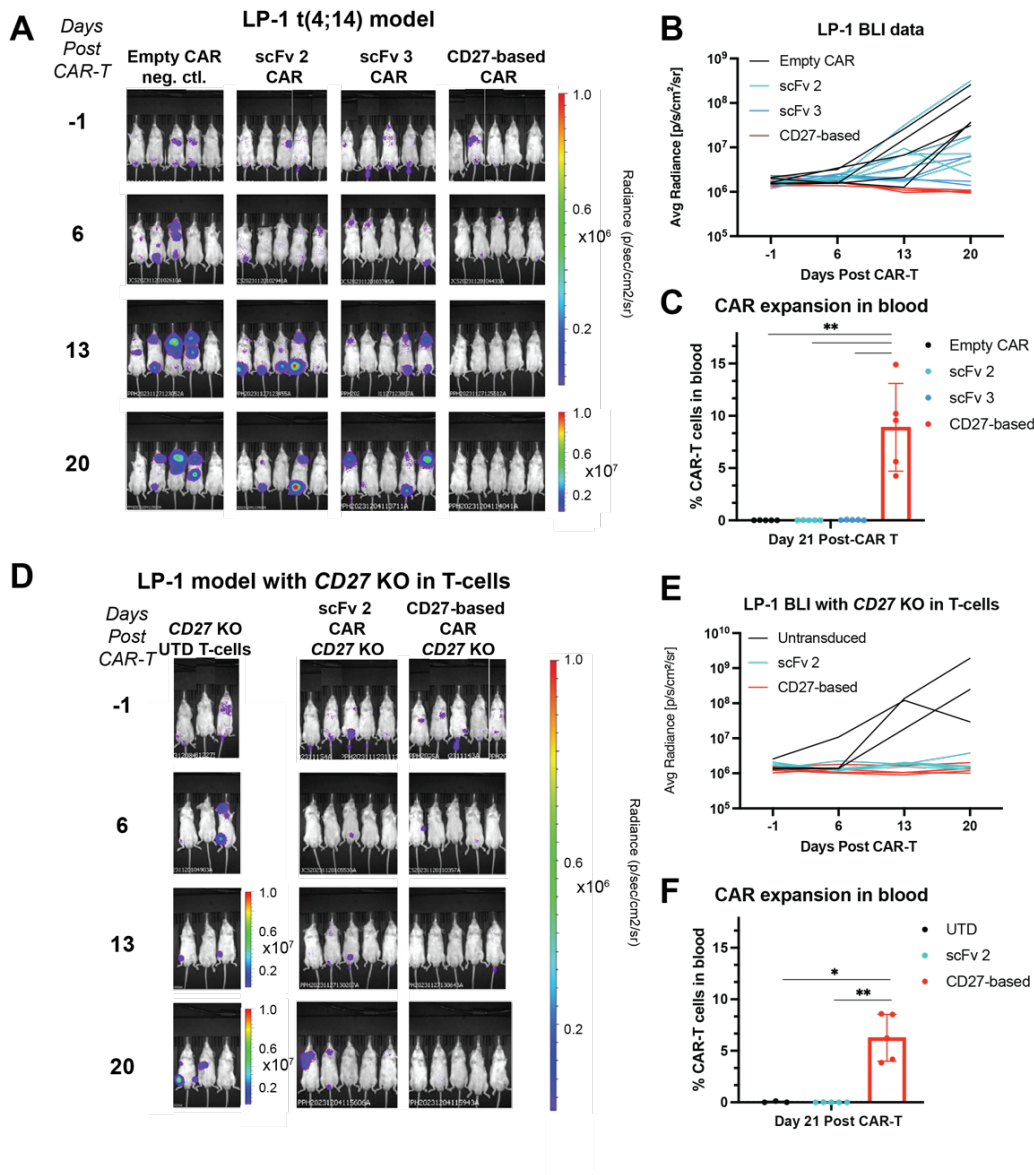 A
Days
Post
CAR-T
LP-1 t(4;14) model
Empty CAR
neg. ctl.
scFv 2
CAR
scFv 3
CAR
CD27-based
CAR
-1
6
13
20
1.0
0.6
x10⁶
0.2
Radiance (p/sec/cm2/sr)
1.0
0.6
x10⁷
0.2
B
LP-1 BLI data
Avg Radiance [p/s/cm²/sr]
10⁹
10⁸
10⁷
10⁶
10⁵
Empty CAR
scFv 2
scFv 3
CD27-based
-1 6 13 20
Days Post CAR-T
C
CAR expansion in blood
% CAR-T cells in blood
15
10
5
0
**
Empty CAR
scFv 2
scFv 3
CD27-based
Day 21 Post-CAR T
D
LP-1 model with CD27 KO in T-cells
Days
Post
CAR-T
CD27 KO
UTD T-cells
scFv 2
CAR
CD27 KO
CD27-based
CAR
CD27 KO
-1
6
13
20
1.0
0.6
x10⁷
0.2
1.0
0.6
x10⁷
0.2
1.0
0.6
x10⁶
0.2
Radiance (p/sec/cm2/sr)
PPH20231204115606A
PPH20231204115943A
E
LP-1 BLI with CD27 KO in T-cells
Avg Radiance [p/s/cm²/sr]
10¹⁰
10⁹
10⁸
10⁷
10⁶
10⁵
Untransduced
scFv 2
CD27-based
-1 6 13 20
Days Post CAR-T
F
CAR expansion in blood
% CAR-T cells in blood
15
10
5
0
*
**
UTD
scFv 2
CD27-based
Day 21 Post CAR-T